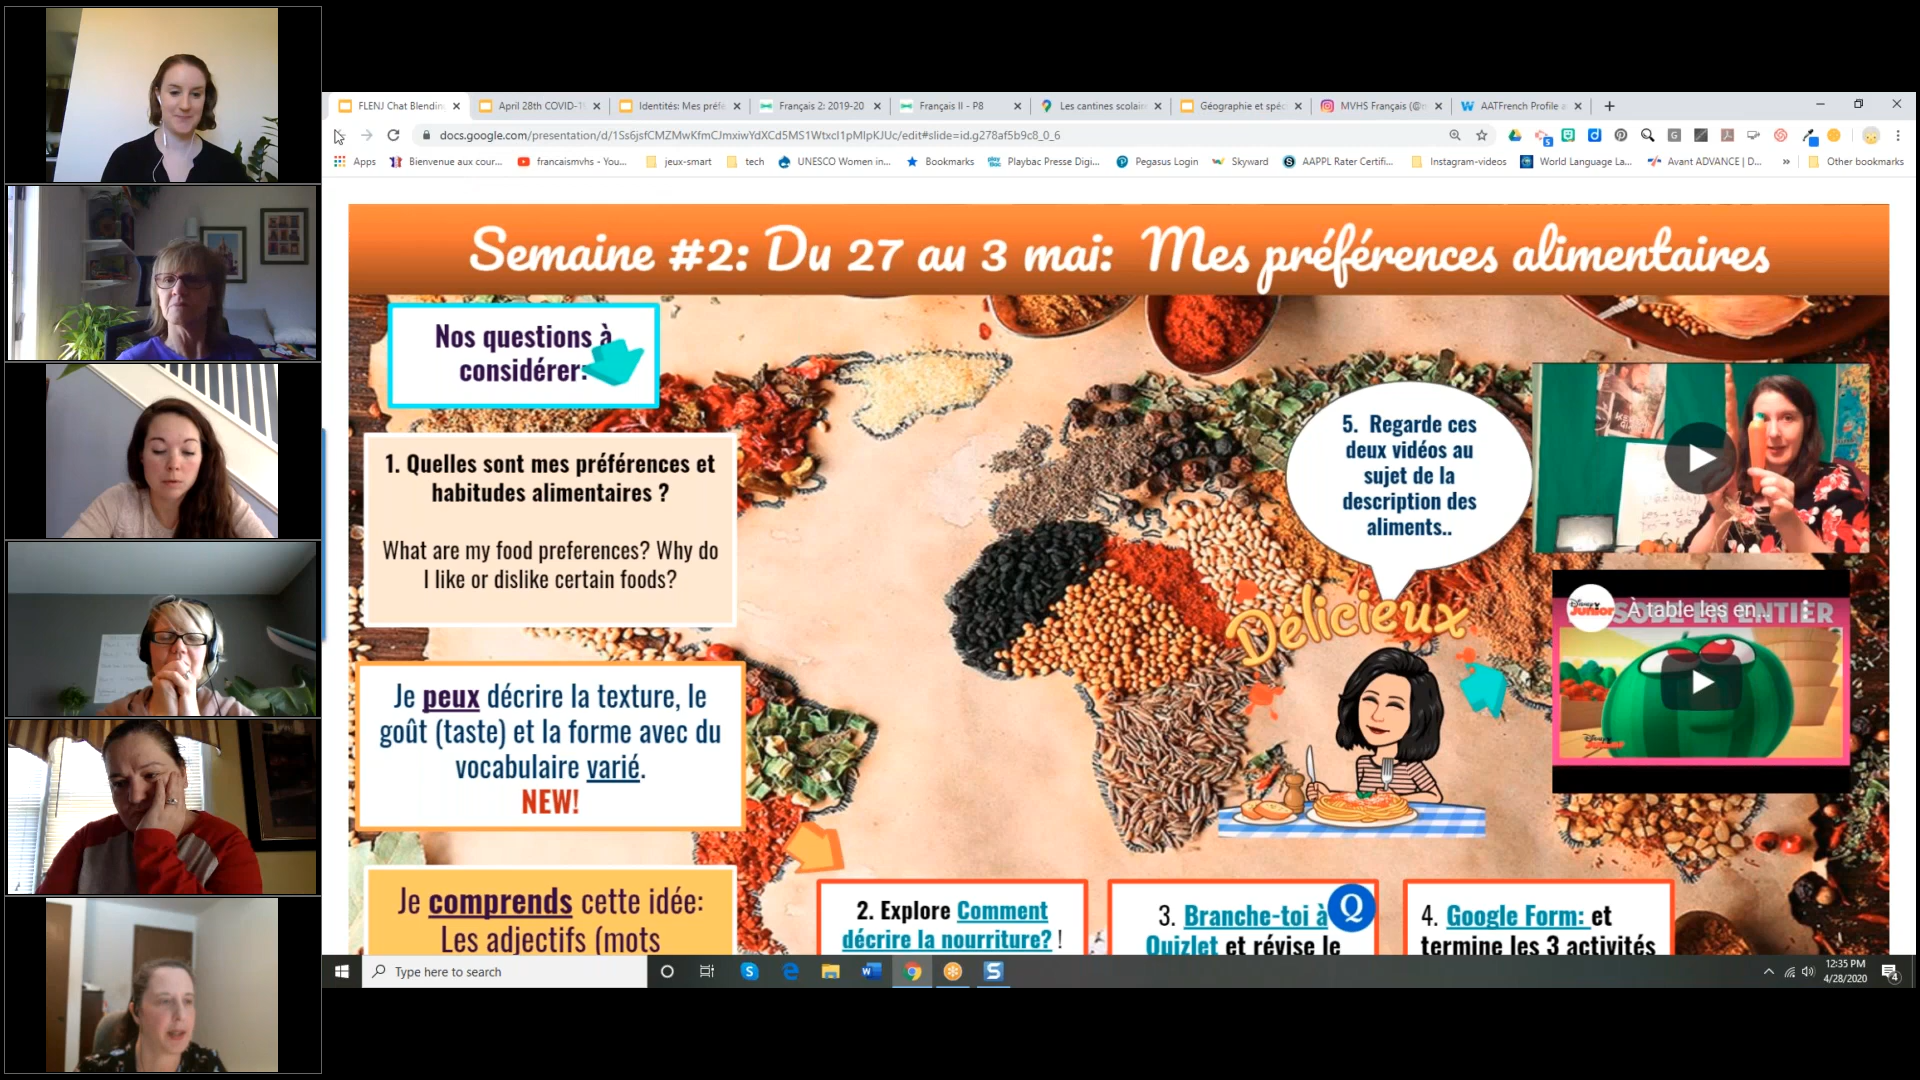 FLENJ Chat Blendin
April 28th COVID-1
Identités: Mes préfé
Français 2: 2019-20
Français II - P8
Les cantines scolair
Géographie et spéc
MVHS Français (@
AATFrench Profile
docs.google.com/presentation/d/1Ss6jsfCMZMwKfmCJmxiwYdXCd5MS1Wtxcl1pMlpKJUc/edit#slide=id.g278af5b9c8_0_6
Apps
Bienvenue aux cour...
francaismvhs - You...
jeux-smart
tech
UNESCO Women in...
Bookmarks
Playbac Presse Digi...
Pegasus Login
Skyward
AAPPL Rater Certifi...
Instagram-videos
World Language La...
Avant ADVANCE | D...
Other bookmarks
Semaine #2: Du 27 au 3 mai: Mes préférences alimentaires
Nos questions à
considérer:
1. Quelles sont mes préférences et
habitudes alimentaires ?
What are my food preferences? Why do
I like or dislike certain foods?
Je peux décrire la texture, le
goût (taste) et la forme avec du
vocabulaire varié.
NEW!
Je comprends cette idée:
Les adjectifs (mots
2. Explore Comment
décrire la nourriture? !
3. Branche-toi à
Quizlet et révise le
Q
4. Google Form: et
termine les 3 activités
5. Regarde ces
deux vidéos au
sujet de la
description des
aliments..
Délicieux
Disney Junior
À table les en...
ENTIER
Disney Junior
Type here to search
12:35 PM
4/28/2020
4